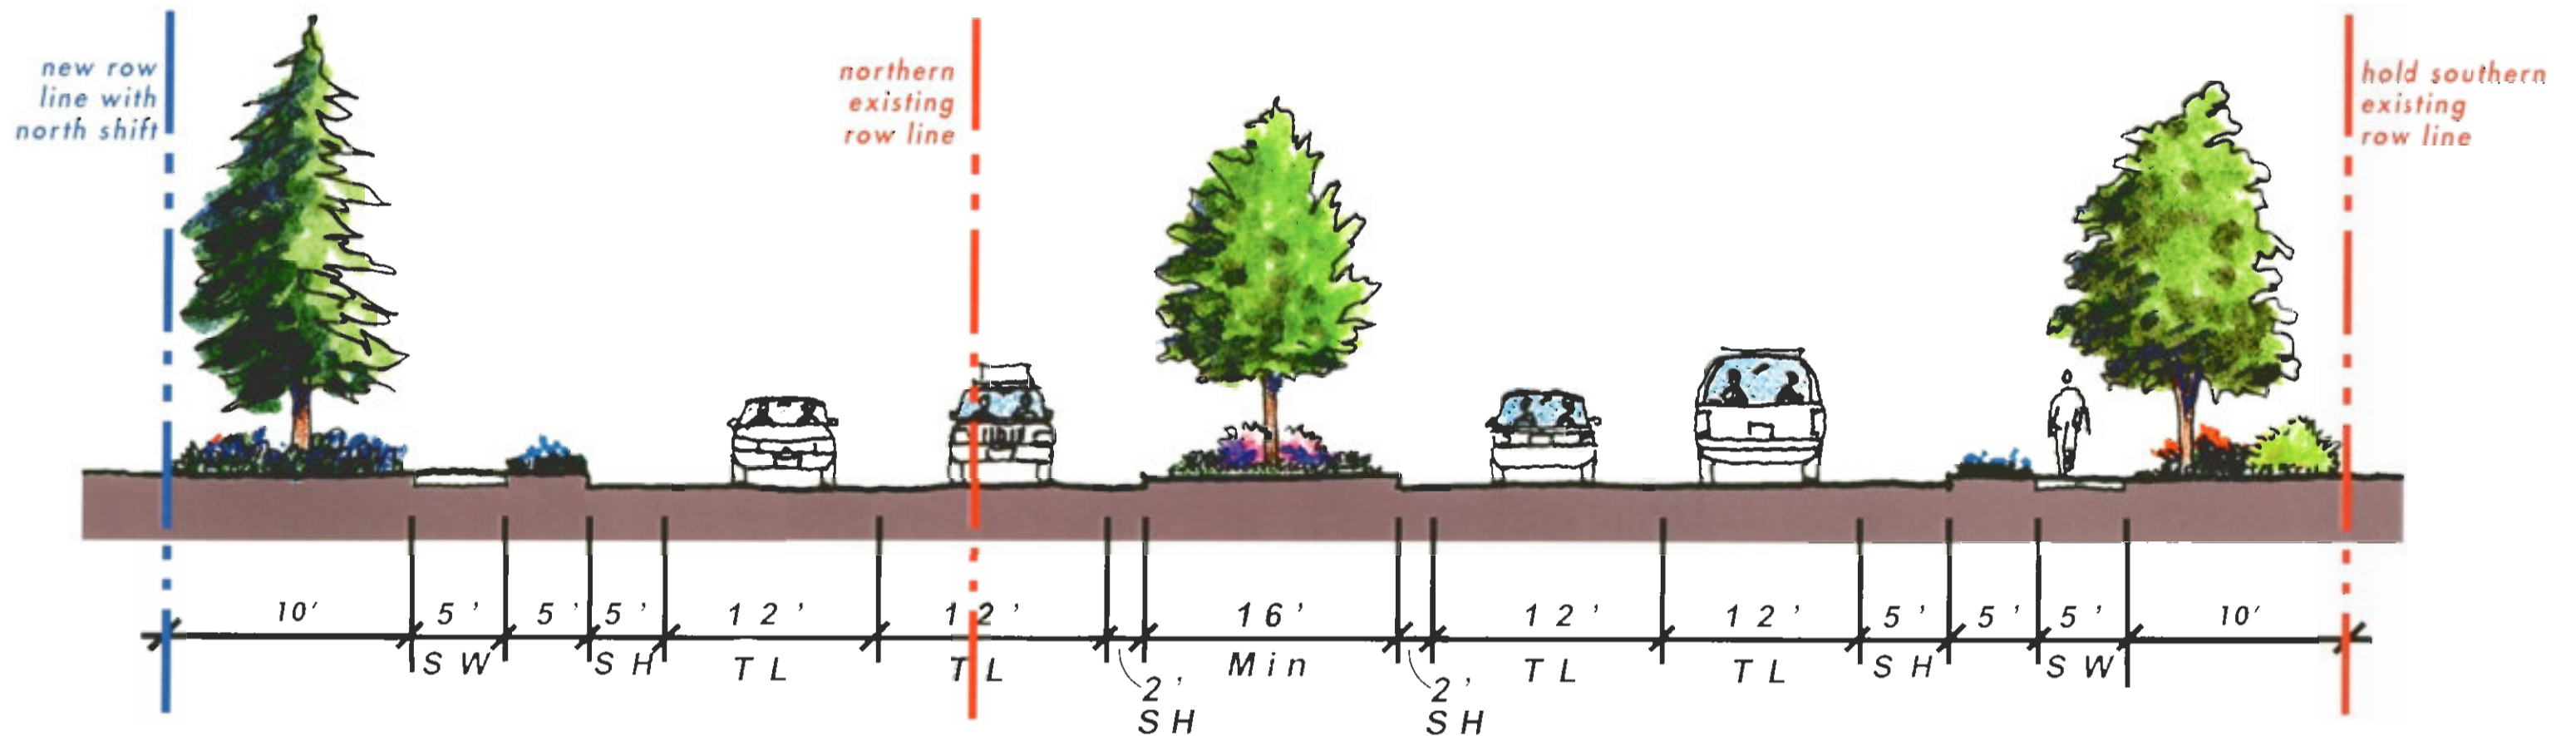 new row
line with
north shift
northern
existing
row line
hold southern
existing
row line
10' 5' 5' 5' 12' 12' 16' 12' 12' 5' 5' 5' 10'
SW SH TL TL Min TL TL SH SW
2' 2'
SH SH